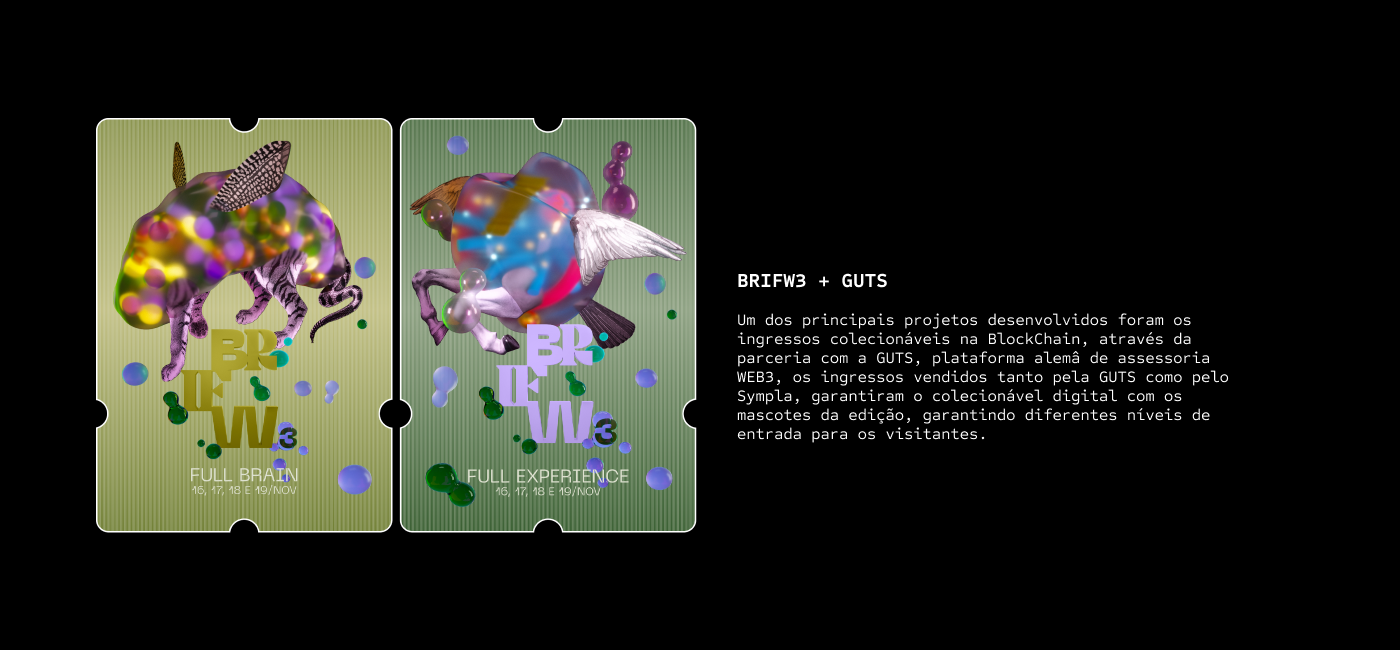 BR
IF
W3
FULL BRAIN
16, 17, 18 E 19/NOV
BR
IF
W3
FULL EXPERIENCE
16, 17, 18 E 19/NOV
BRIFW3 + GUTS
Um dos principais projetos desenvolvidos foram os
ingressos colecionáveis na BlockChain, através da
parceria com a GUTS, plataforma alemâ de assessoria
WEB3, os ingressos vendidos tanto pela GUTS como pelo
Sympla, garantiram o colecionável digital com os
mascotes da edição, garantindo diferentes níveis de
entrada para os visitantes.